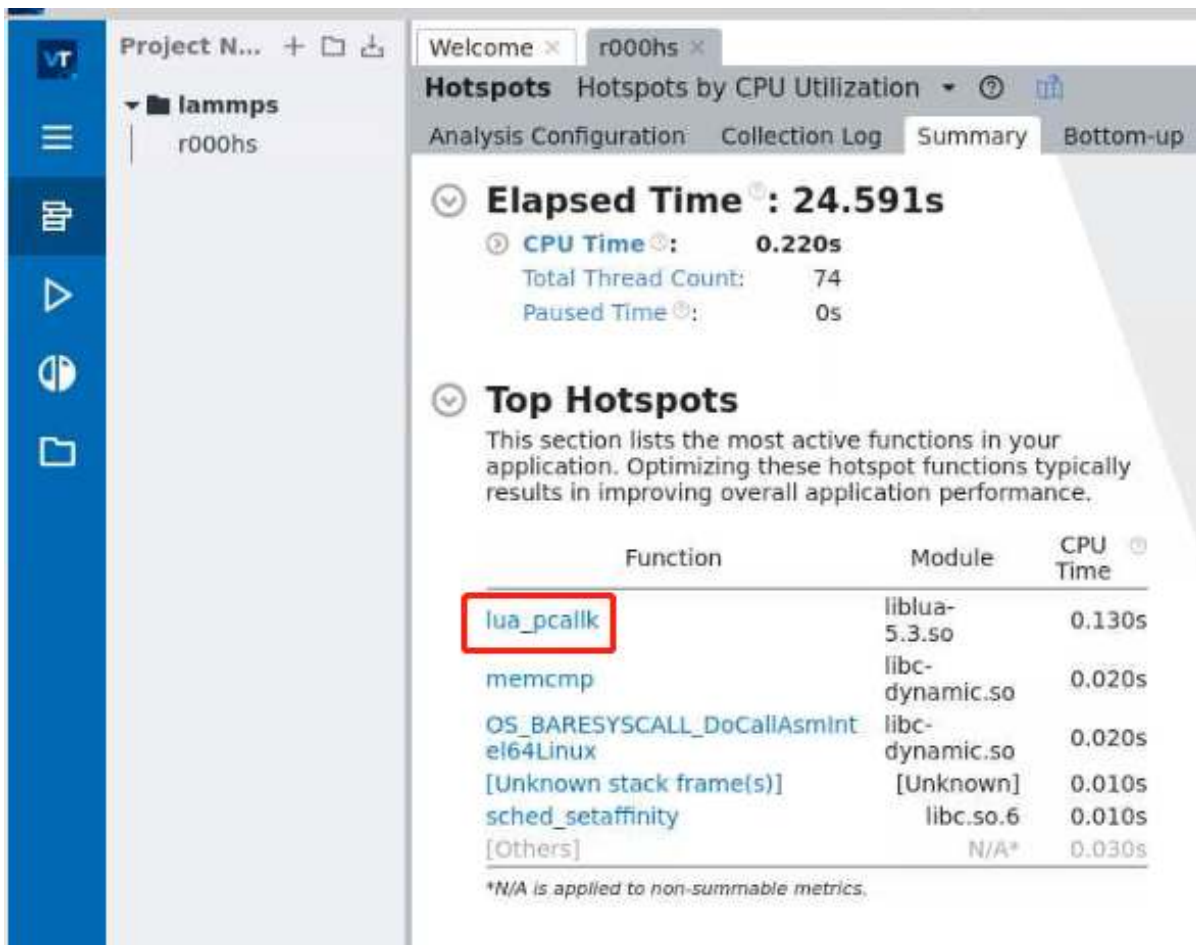 VT
Project N...
lammps
r000hs
Welcome × r000hs ×
Hotspots Hotspots by CPU Utilization
Analysis Configuration Collection Log Summary Bottom-up
Elapsed Time : 24.591s
CPU Time : 0.220s
Total Thread Count: 74
Paused Time : 0s
Top Hotspots
This section lists the most active functions in your
application. Optimizing these hotspot functions typically
results in improving overall application performance.
Function Module CPU Time
lua_pcallk liblua-5.3.so 0.130s
memcmp libc-dynamic.so 0.020s
OS_BARESYSCALL_DoCallAsmIntel64Linux libc-dynamic.so 0.020s
[Unknown stack frame(s)] [Unknown] 0.010s
sched_setaffinity libc.so.6 0.010s
[Others] N/A* 0.030s
*N/A is applied to non-summable metrics.